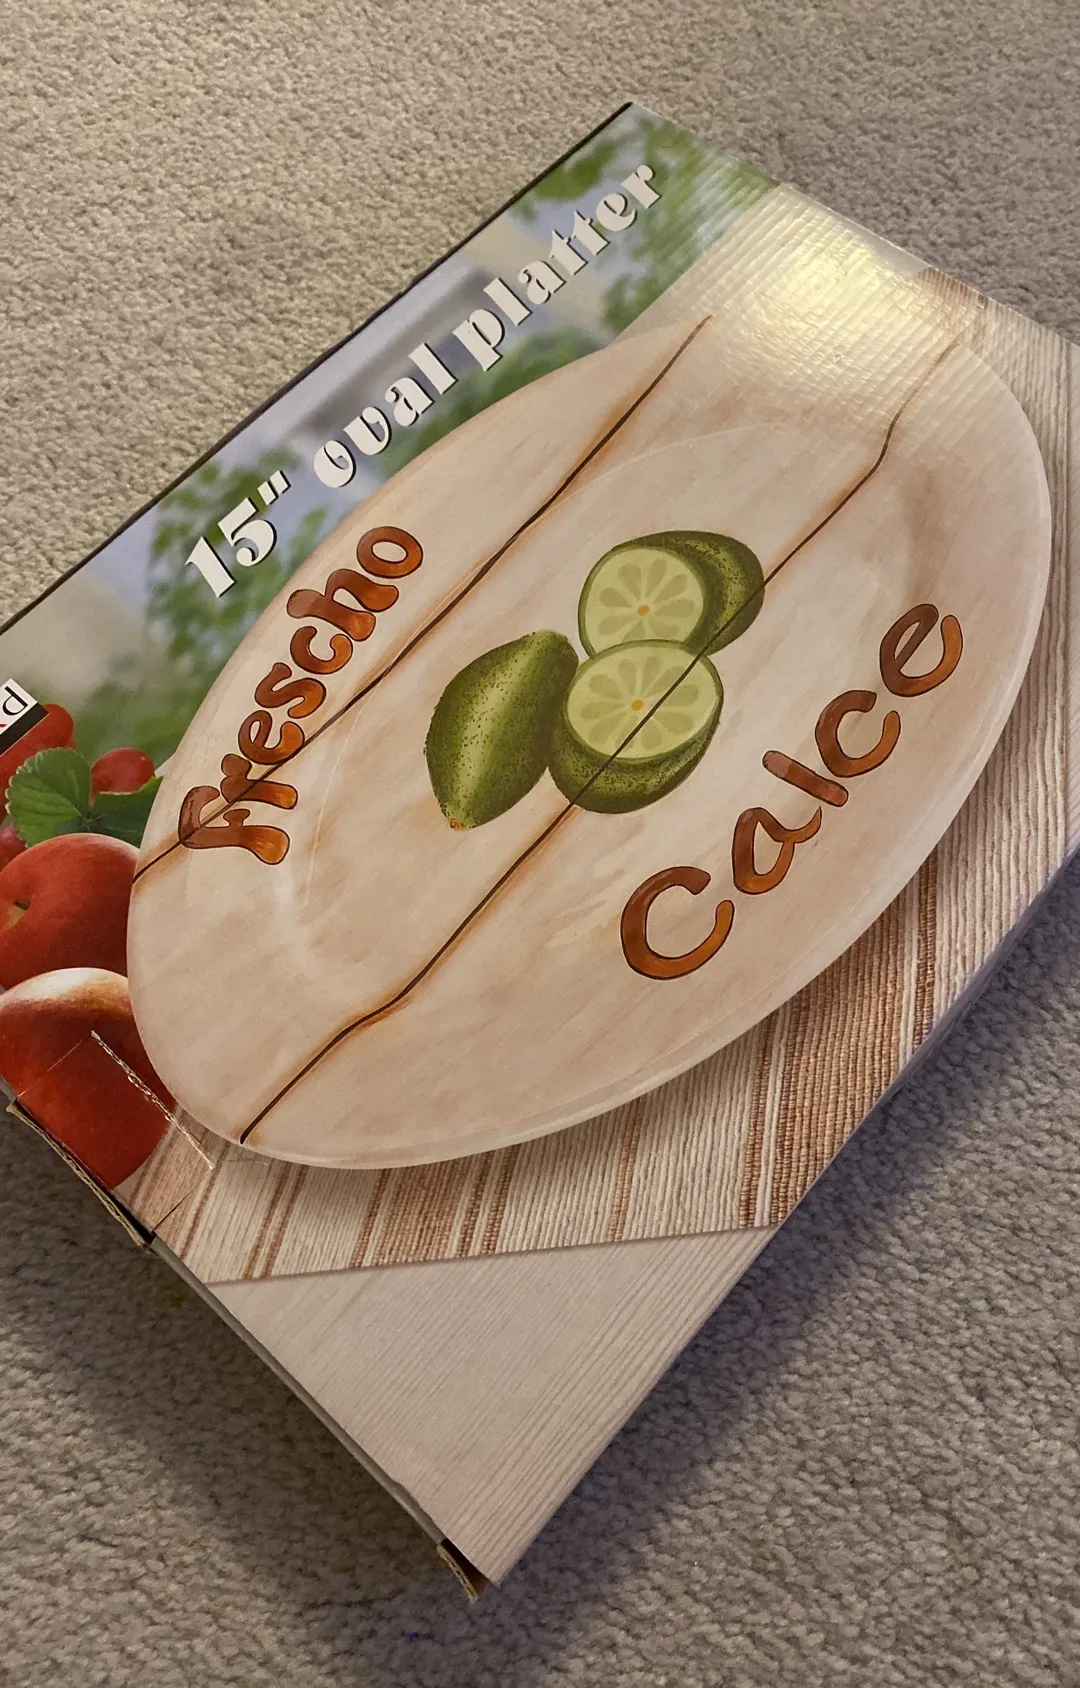 15" oval platter
Frescho
Calce